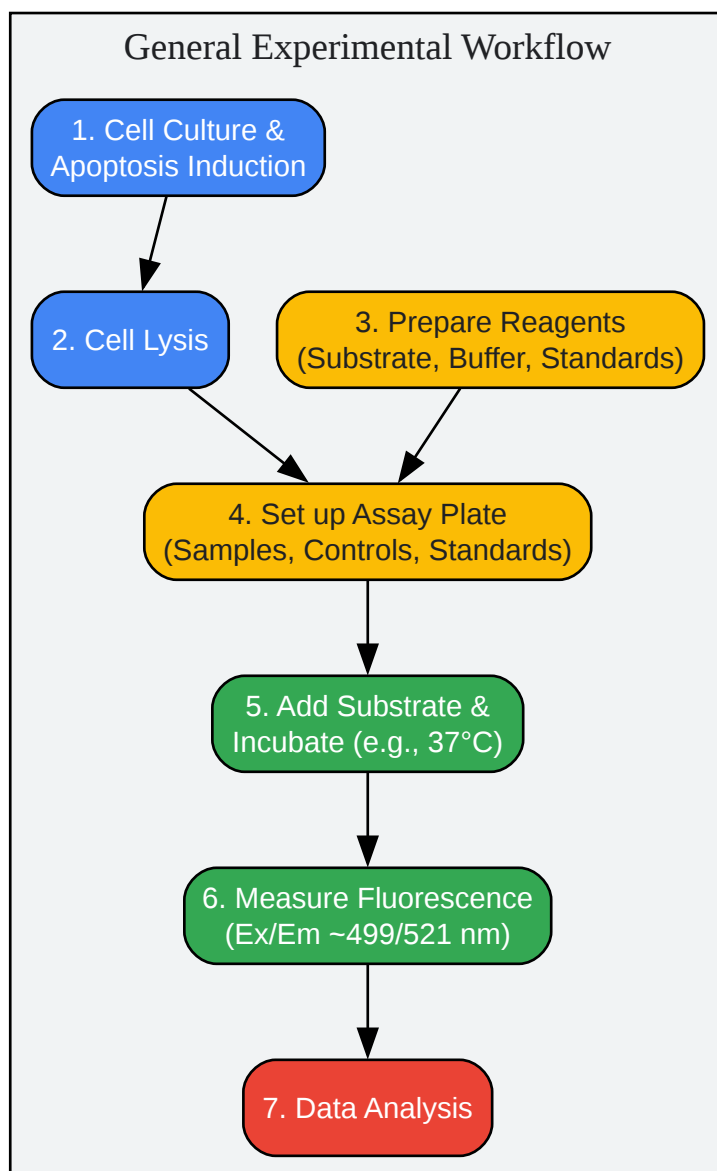 General Experimental Workflow
1. Cell Culture &
Apoptosis Induction
2. Cell Lysis
3. Prepare Reagents
(Substrate, Buffer, Standards)
4. Set up Assay Plate
(Samples, Controls, Standards)
5. Add Substrate &
Incubate (e.g., 37°C)
6. Measure Fluorescence
(Ex/Em ~499/521 nm)
7. Data Analysis